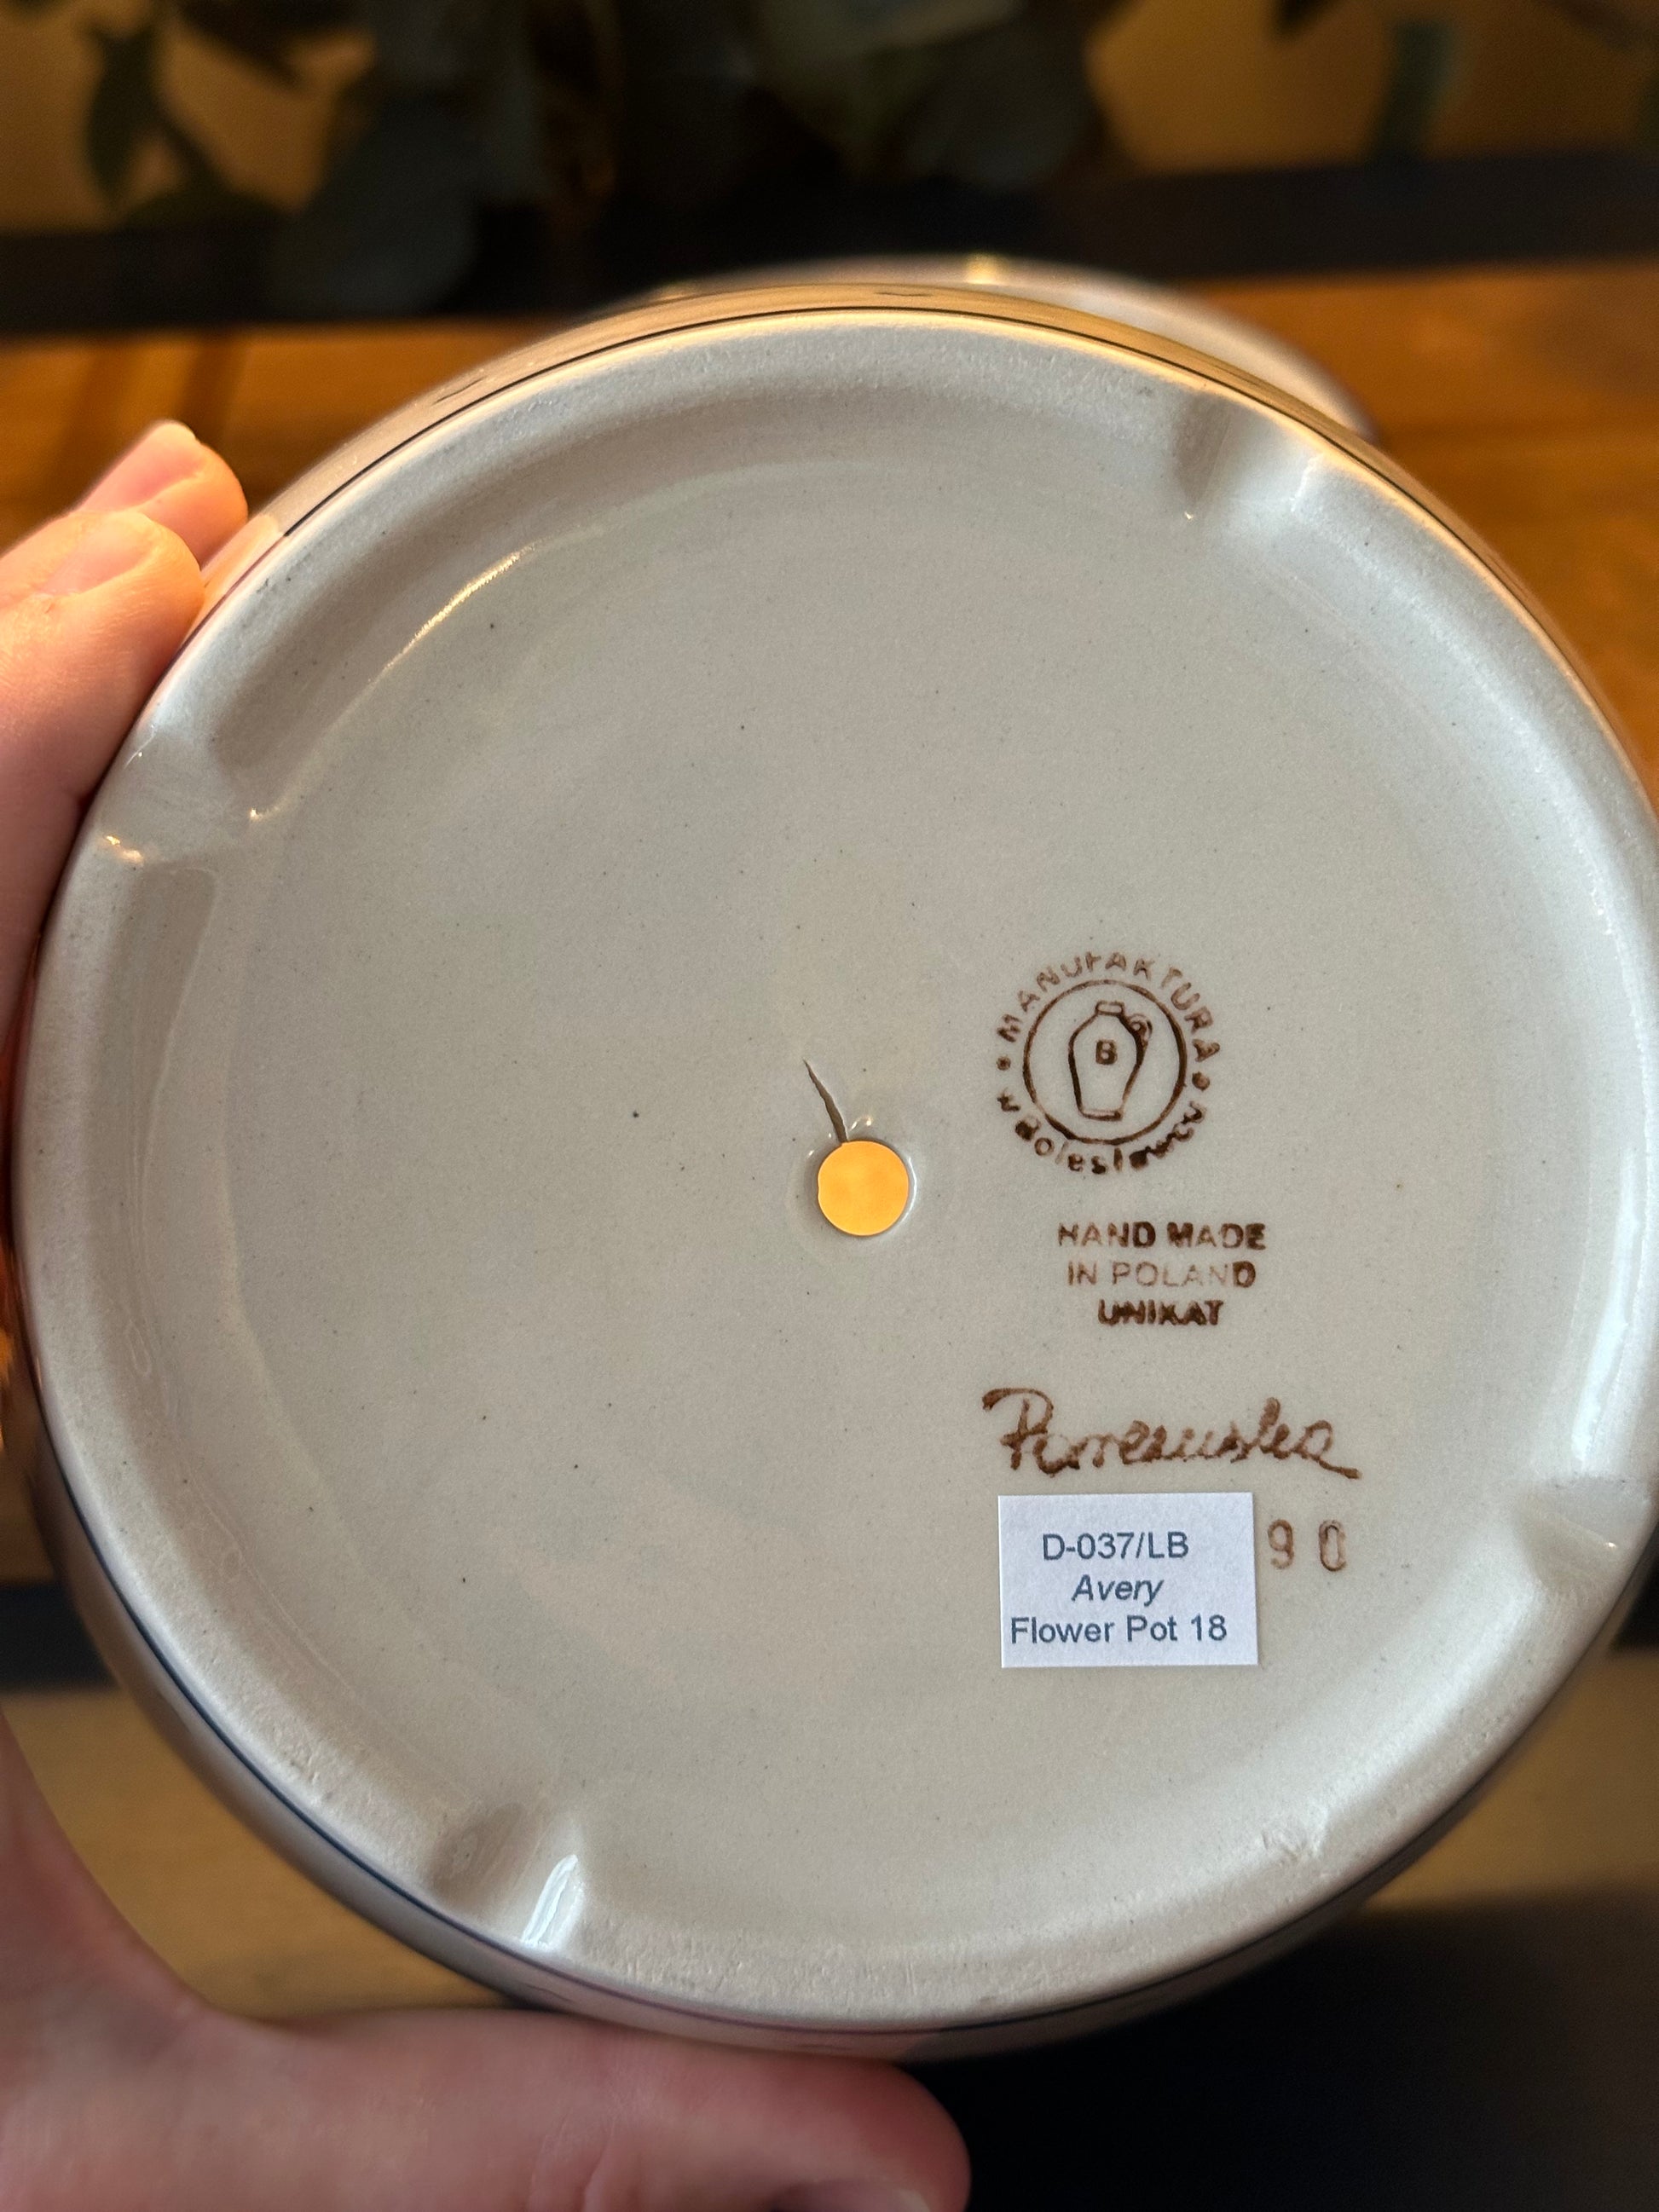 MANUFAKTURA
B
w Bolesławcu
HAND MADE
IN POLAND
UNIKAT
90
D-037/LB
Avery
Flower Pot 18